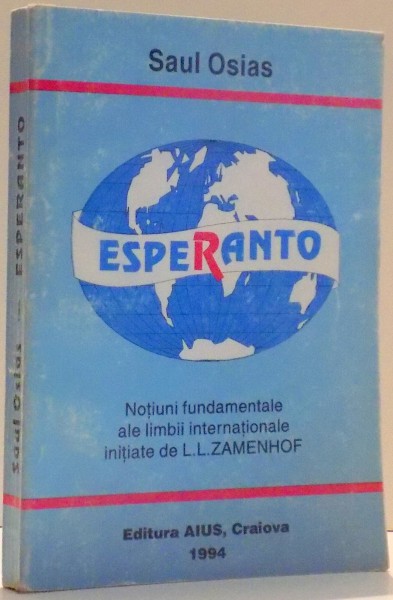 Saul Osias
ESPERANTO
Noțiuni fundamentale
ale limbii internaționale
inițiate de L.L.ZAMENHOF
Editura AIUS, Craiova
1994
Saul Osias — ESPERANTO